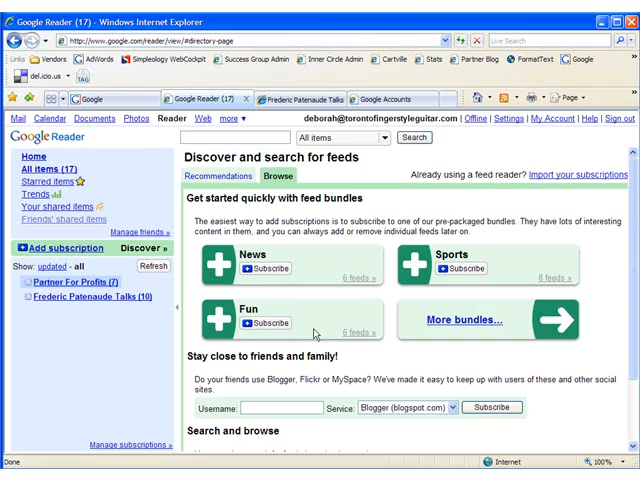 Google Reader (17) - Windows Internet Explorer
http://www.google.com/reader/view/#directory-page
Live Search
Links Vendors AdWords Simpleology WebCockpit Success Group Admin Inner Circle Admin Cartville Stats Partner Blog FormatText Google
del.icio.us TAG
Google Google Reader (17) Frederic Patenaude Talks Google Accounts Page
Mail Calendar Documents Photos Reader Web more deborah@torontofingerstyleguitar.com | Offline | Settings | My Account | Help | Sign out
Google Reader All items Search
Discover and search for feeds
Home
All items (17)
Starred items
Trends
Your shared items
Friends' shared items
Manage friends »
Add subscription Discover »
Show: updated - all Refresh
Partner For Profits (7)
Frederic Patenaude Talks (10)
Manage subscriptions »
Recommendations Browse Already using a feed reader? Import your subscriptions
Get started quickly with feed bundles
The easiest way to add subscriptions is to subscribe to one of our pre-packaged bundles. They have lots of interesting
content in them, and you can always add or remove individual feeds later on.
News Sports
Subscribe Subscribe
6 feeds » 8 feeds »
Fun
Subscribe More bundles...
6 feeds »
Stay close to friends and family!
Do your friends use Blogger, Flickr or MySpace? We've made it easy to keep up with users of these and other social
sites.
Username: Service: Blogger (blogspot.com) Subscribe
Search and browse
Done Internet 100%